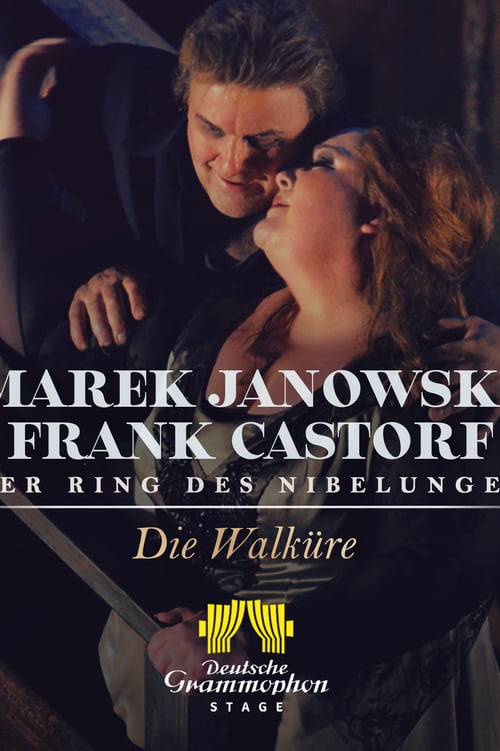 MAREK JANOWSK
FRANK CASTORF
ER RING DES NIBELUNGE
Die Walküre
Deutsche
Grammophon
STAGE